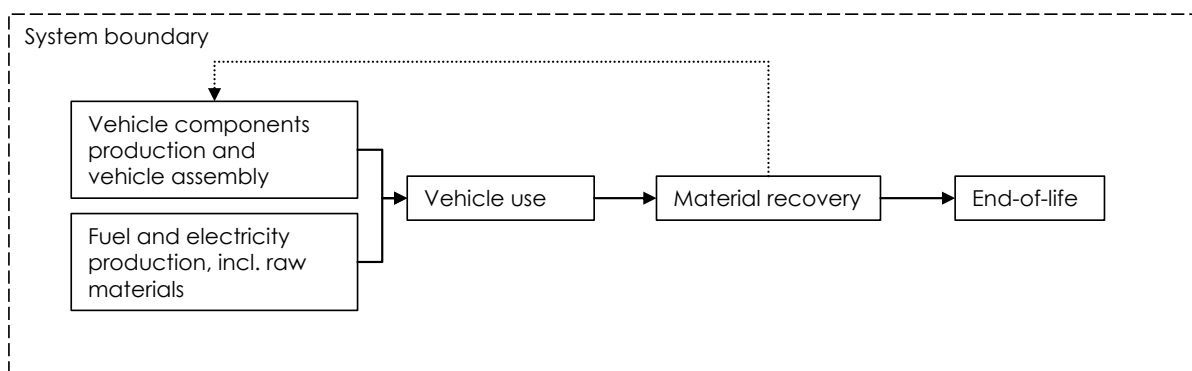 System boundary
Vehicle components
production and
vehicle assembly
Fuel and electricity
production, incl. raw
materials
Vehicle use
Material recovery
End-of-life